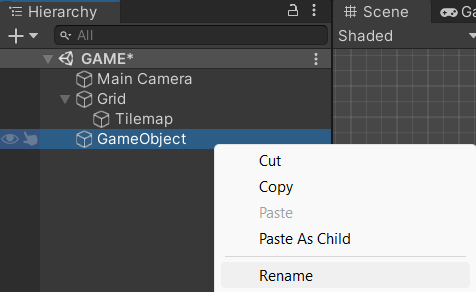 Hierarchy
All
GAME*
Main Camera
Grid
Tilemap
GameObject
Cut
Copy
Paste
Paste As Child
Rename
Scene
Ga
Shaded